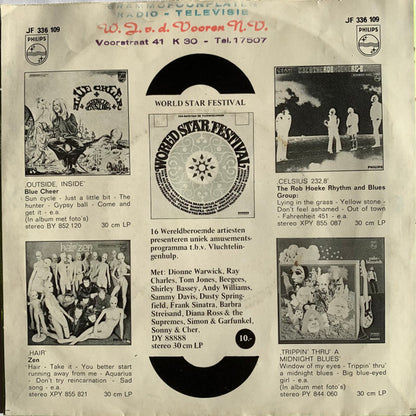 GRAMMOFOONPLATEN
RADIO - TELEVISIE
W. J. v. d. Vooren N.V.
Voorstraat 41 K 30 - Tel. 17507
JF 336 109
PHILIPS
JF 336 109
PHILIPS
BLUE CHEER
'OUTSIDE, INSIDE'
Blue Cheer
Sun cycle - Just a little bit - The
hunter - Gypsy ball - Come and
get it - e.a.
(In album met foto's)
stereo BY 852 120 30 cm LP
WORLD STAR FESTIVAL
WORLD STAR FESTIVAL
16 Wereldberoemde artiesten
presenteren uniek amusements-
programma t.b.v. Vluchtelin-
genhulp.
Met: Dionne Warwick, Ray
Charles, Tom Jones, Beegees,
Shirley Bassey, Andy Williams,
Sammy Davis, Dusty Spring-
field, Frank Sinatra, Barbra
Streisand, Diana Ross & the
Supremes, Simon & Garfunkel,
Sonny & Cher.
DY 88888
stereo 30 cm LP
10.-
CELSIUS 232,8'
The Rob Hoeke Rhythm and Blues
Group:
Lying in the grass - Yellow stone -
Don't feel ashamed - Out of town
- Fahrenheit 451 - e.a.
stereo XPY 855 087 30 cm LP
hair zen
'HAIR'
Zen
Hair - Take it - You better start
running away from me - Aquarius
- Don't try reincarnation - Sad
song - e.a.
stereo XPY 855 821 30 cm LP
'TRIPPIN' THRU' A
MIDNIGHT BLUES'
Window of my eyes - Trippin' thru'
a midnight blues - Big blue-eyed
girl - e.a.
(In album met foto's)
stereo PY 844 060 30 cm LP